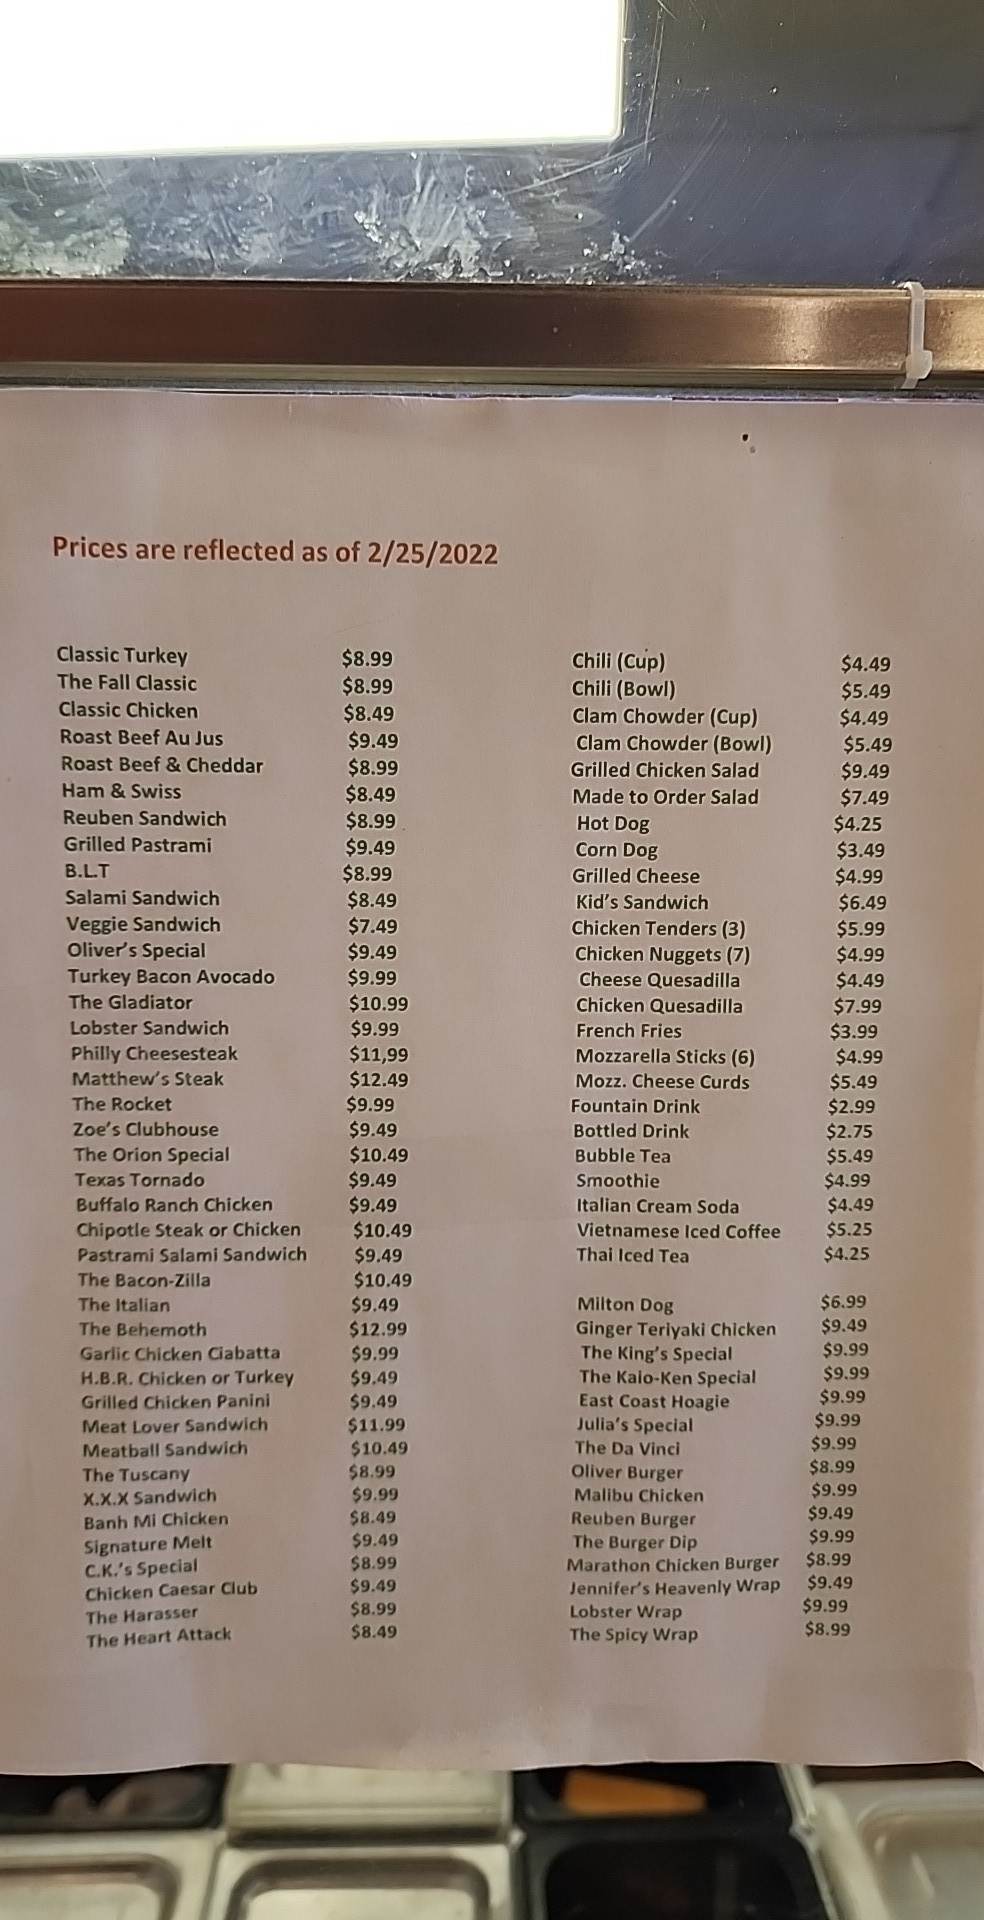 Prices are reflected as of 2/25/2022
Classic Turkey $8.99
The Fall Classic $8.99
Classic Chicken $8.49
Roast Beef Au Jus $9.49
Roast Beef & Cheddar $8.99
Ham & Swiss $8.49
Reuben Sandwich $8.99
Grilled Pastrami $9.49
B.L.T $8.99
Salami Sandwich $8.49
Veggie Sandwich $7.49
Oliver's Special $9.49
Turkey Bacon Avocado $9.99
The Gladiator $10.99
Lobster Sandwich $9.99
Philly Cheesesteak $11,99
Matthew's Steak $12.49
The Rocket $9.99
Zoe's Clubhouse $9.49
The Orion Special $10.49
Texas Tornado $9.49
Buffalo Ranch Chicken $9.49
Chipotle Steak or Chicken $10.49
Pastrami Salami Sandwich $9.49
The Bacon-Zilla $10.49
The Italian $9.49
The Behemoth $12.99
Garlic Chicken Ciabatta $9.99
H.B.R. Chicken or Turkey $9.49
Grilled Chicken Panini $9.49
Meat Lover Sandwich $11.99
Meatball Sandwich $10.49
The Tuscany $8.99
X.X.X Sandwich $9.99
Banh Mi Chicken $8.49
Signature Melt $9.49
C.K.'s Special $8.99
Chicken Caesar Club $9.49
The Harasser $8.99
The Heart Attack $8.49
Chili (Cup) $4.49
Chili (Bowl) $5.49
Clam Chowder (Cup) $4.49
Clam Chowder (Bowl) $5.49
Grilled Chicken Salad $9.49
Made to Order Salad $7.49
Hot Dog $4.25
Corn Dog $3.49
Grilled Cheese $4.99
Kid's Sandwich $6.49
Chicken Tenders (3) $5.99
Chicken Nuggets (7) $4.99
Cheese Quesadilla $4.49
Chicken Quesadilla $7.99
French Fries $3.99
Mozzarella Sticks (6) $4.99
Mozz. Cheese Curds $5.49
Fountain Drink $2.99
Bottled Drink $2.75
Bubble Tea $5.49
Smoothie $4.99
Italian Cream Soda $4.49
Vietnamese Iced Coffee $5.25
Thai Iced Tea $4.25
Milton Dog $6.99
Ginger Teriyaki Chicken $9.49
The King's Special $9.99
The Kaio-Ken Special $9.99
East Coast Hoagie $9.99
Julia's Special $9.99
The Da Vinci $9.99
Oliver Burger $8.99
Malibu Chicken $9.99
Reuben Burger $9.49
The Burger Dip $9.99
Marathon Chicken Burger $8.99
Jennifer's Heavenly Wrap $9.49
Lobster Wrap $9.99
The Spicy Wrap $8.99